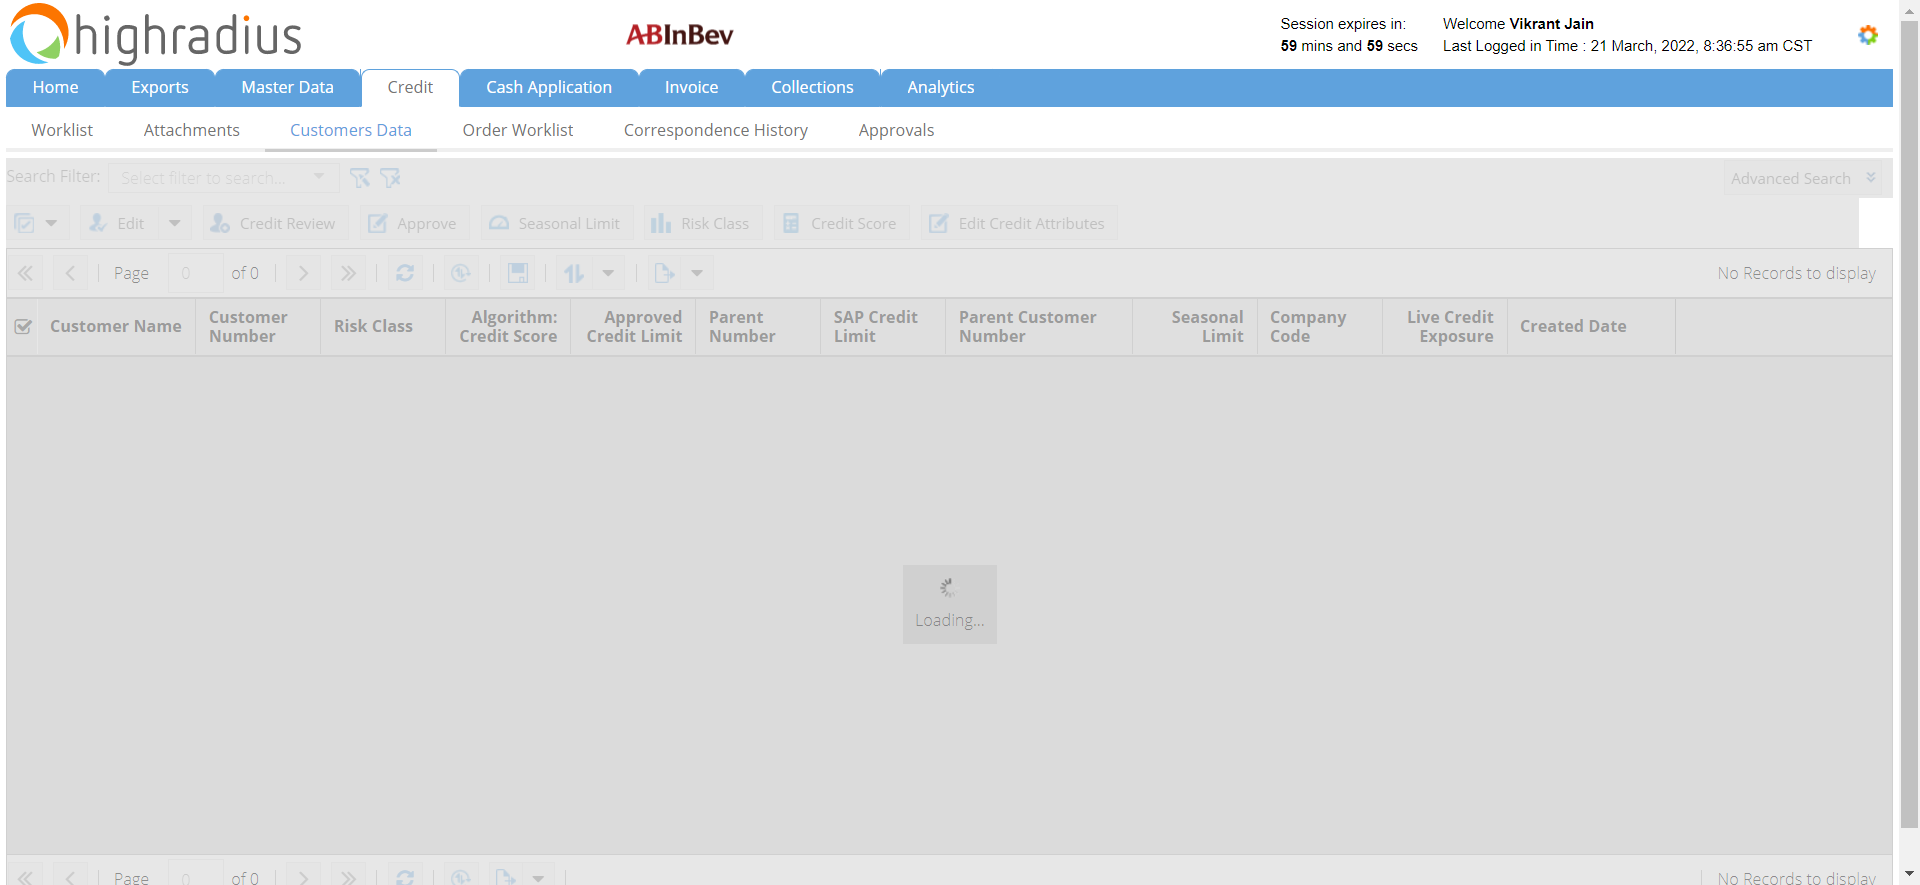 highradius
ABInBev
Session expires in:
59 mins and 59 secs
Welcome Vikrant Jain
Last Logged in Time : 21 March, 2022, 8:36:55 am CST
Home Exports Master Data Credit Cash Application Invoice Collections Analytics
Worklist Attachments Customers Data Order Worklist Correspondence History Approvals
Search Filter: Select filter to search... Advanced Search
Edit Credit Review Approve Seasonal Limit Risk Class Credit Score Edit Credit Attributes
Page 0 of 0 No Records to display
Customer Name
Customer
Number
Risk Class
Algorithm:
Credit Score
Approved
Credit Limit
Parent
Number
SAP Credit
Limit
Parent Customer
Number
Seasonal
Limit
Company
Code
Live Credit
Exposure
Created Date
Loading...
Page 0 of 0 No Records to display